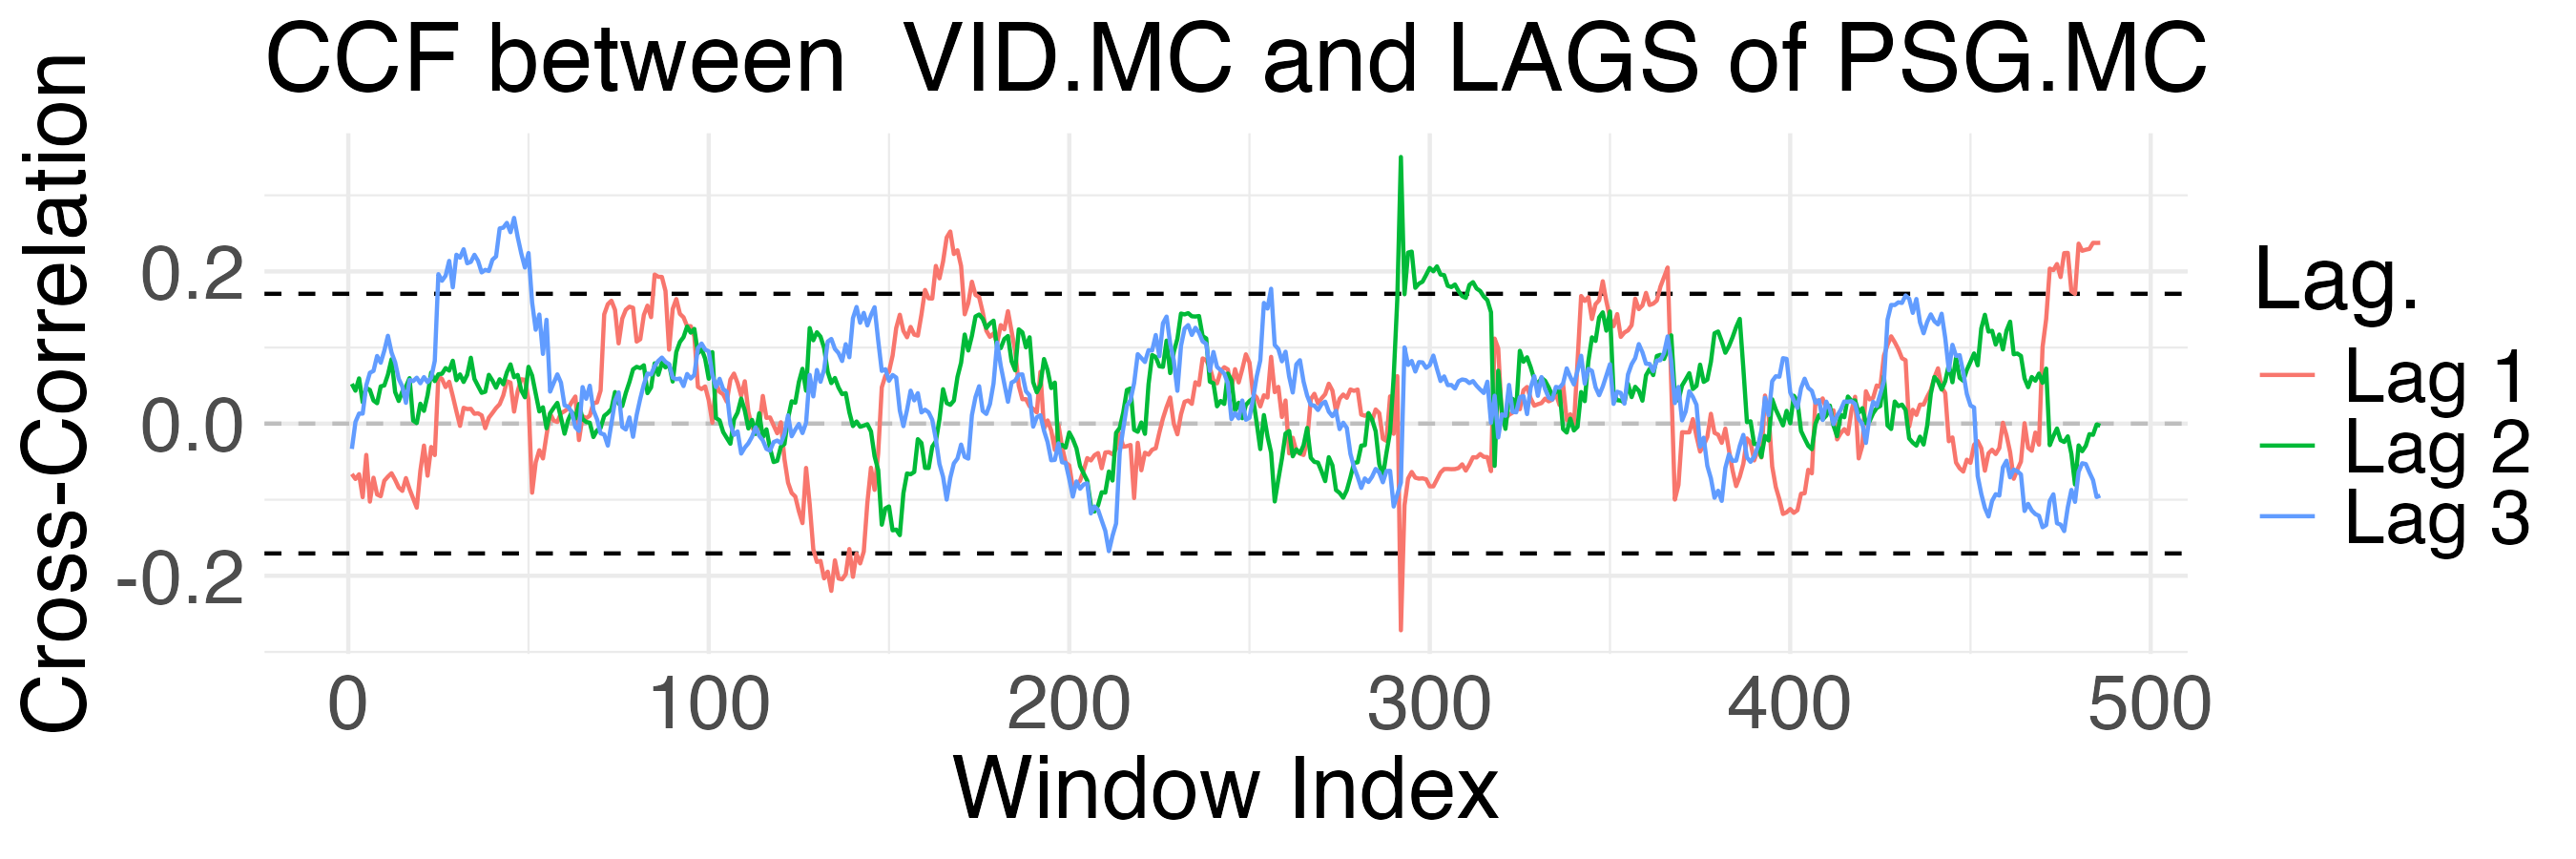 CCF between  VID.MC and LAGS of PSG.MC
Cross-Correlation
0.2
0.0
-0.2
0 100 200 300 400 500
Window Index
Lag.
Lag 1
Lag 2
Lag 3